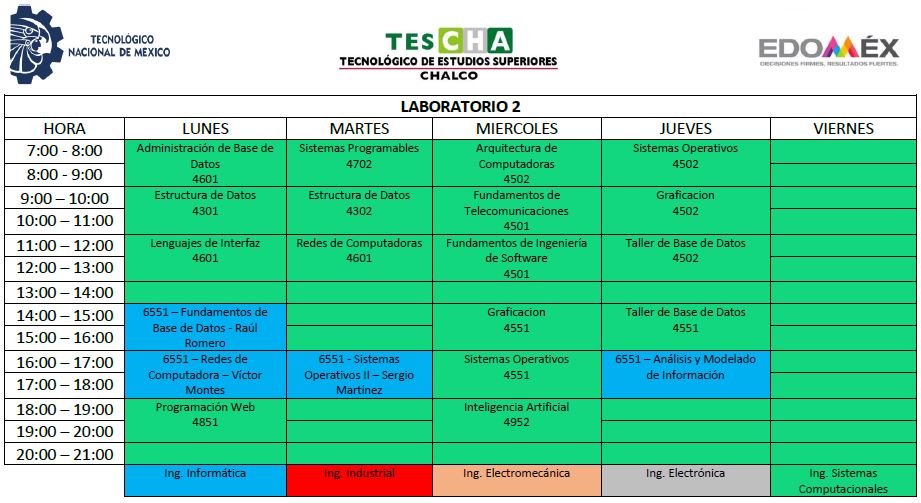 TECNOLÓGICO
NACIONAL DE MÉXICO
TESCHA
TECNOLÓGICO DE ESTUDIOS SUPERIORES
CHALCO
EDOMÉX
DECISIONES FIRMES, RESULTADOS FUERTES.
LABORATORIO 2
HORA LUNES MARTES MIERCOLES JUEVES VIERNES
7:00 - 8:00
8:00 - 9:00
Administración de Base de
Datos
4601
Sistemas Programables
4702
Arquitectura de
Computadoras
4502
Sistemas Operativos
4502
9:00 – 10:00
10:00 – 11:00
Estructura de Datos
4301
Estructura de Datos
4302
Fundamentos de
Telecomunicaciones
4501
Graficacion
4502
11:00 – 12:00
12:00 – 13:00
Lenguajes de Interfaz
4601
Redes de Computadoras
4601
Fundamentos de Ingeniería
de Software
4501
Taller de Base de Datos
4502
13:00 – 14:00
14:00 – 15:00
15:00 – 16:00
6551 – Fundamentos de
Base de Datos - Raúl
Romero
Graficacion
4551
Taller de Base de Datos
4551
16:00 – 17:00
17:00 – 18:00
6551 – Redes de
Computadora – Víctor
Montes
6551 - Sistemas
Operativos II – Sergio
Martínez
Sistemas Operativos
4551
6551 – Análisis y Modelado
de Información
18:00 – 19:00
19:00 – 20:00
Programación Web
4851
Inteligencia Artificial
4952
20:00 – 21:00
Ing. Informática
Ing. Industrial
Ing. Electromecánica
Ing. Electrónica
Ing. Sistemas
Computacionales